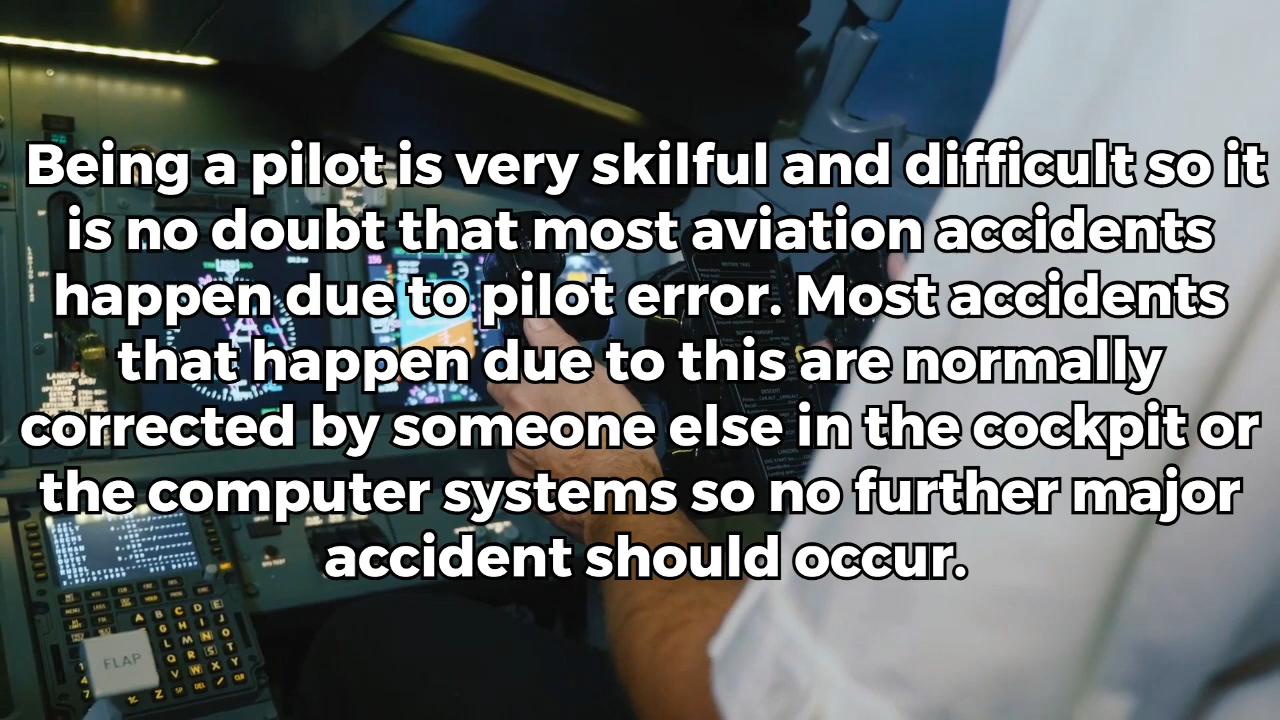 Being a pilot is very skilful and difficult so it
is no doubt that most aviation accidents
happen due to pilot error. Most accidents
that happen due to this are normally
corrected by someone else in the cockpit or
the computer systems so no further major
accident should occur.
FLAP